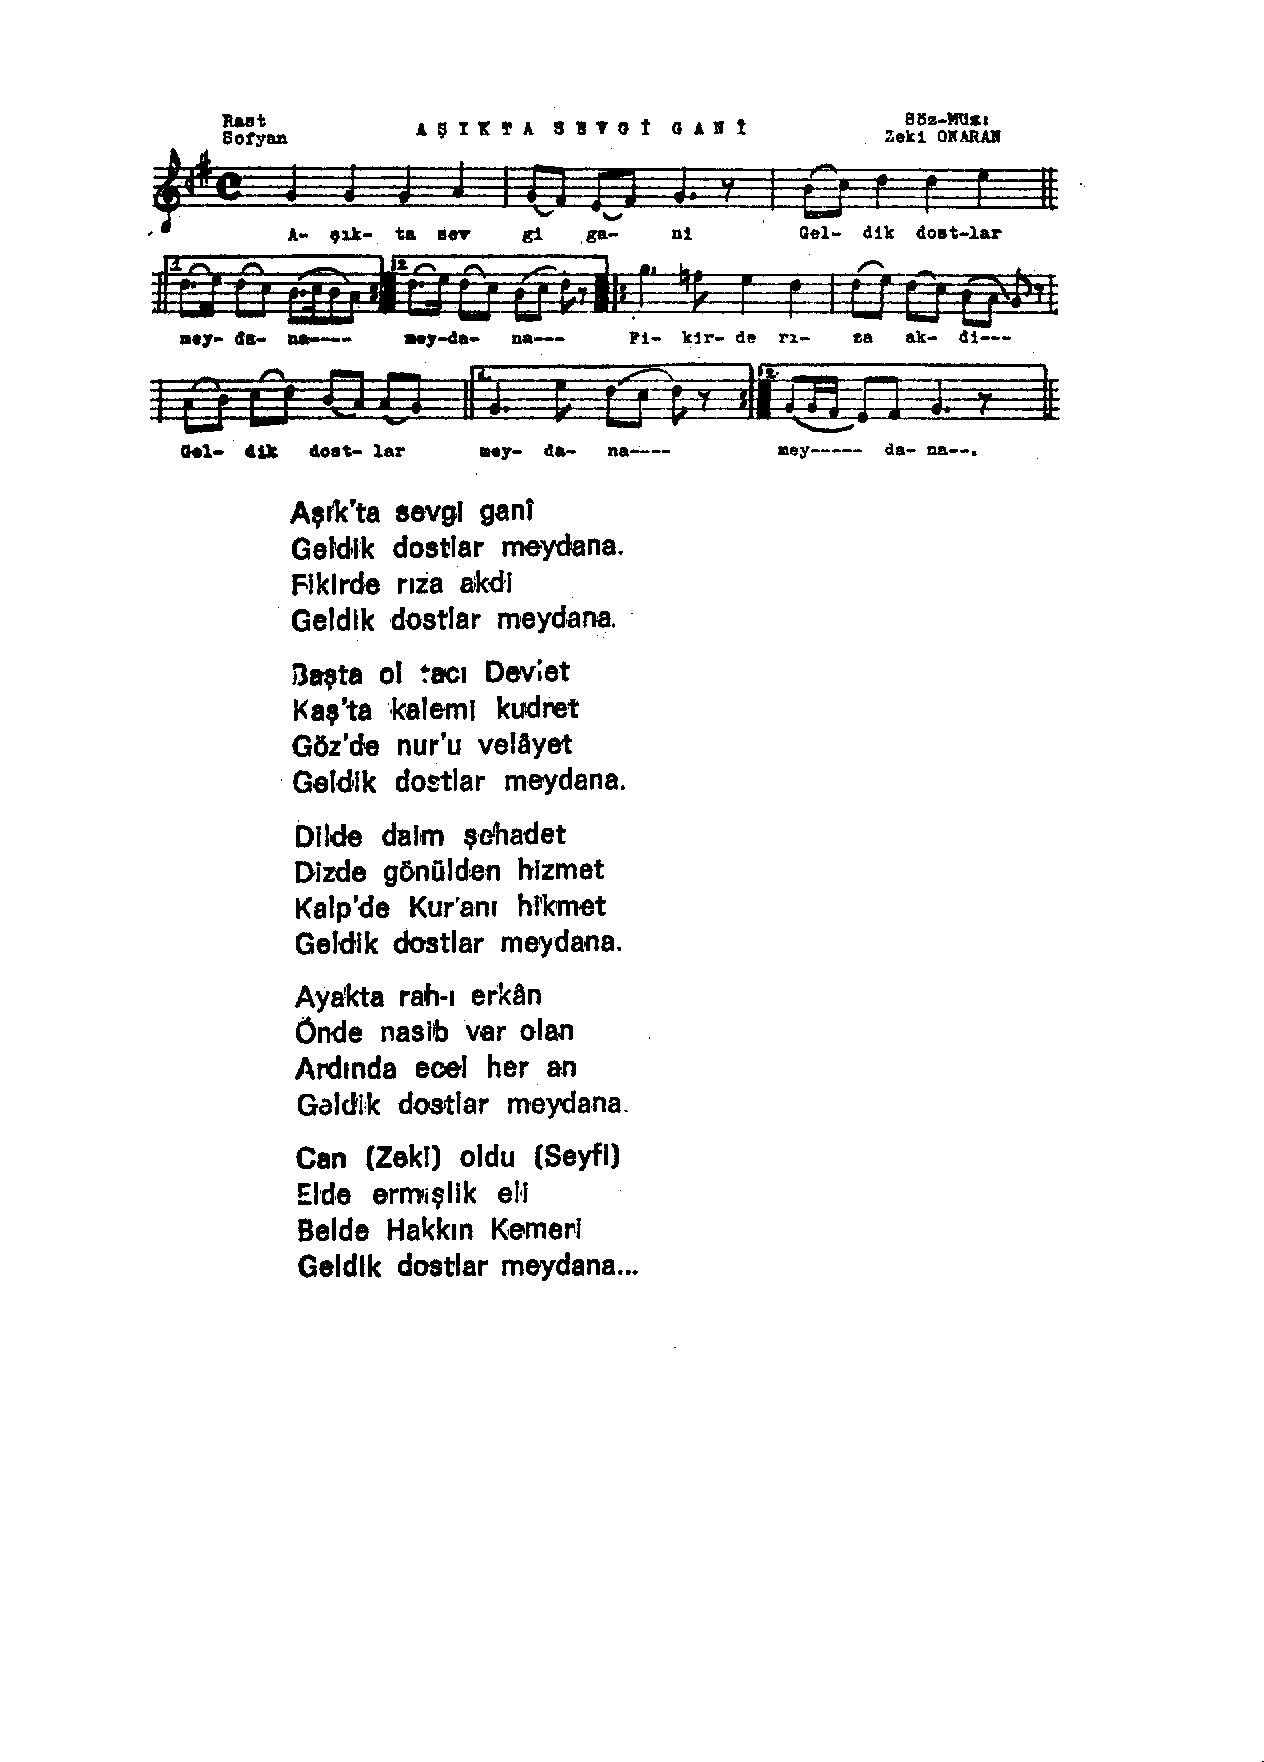 Rast
Sofyan
AŞIKTA SEVGİ GANİ
Söz-Müz:
Zeki ONARAN
A- şık- ta sev gi ga- ni Gel- dik dost-lar
1. 2.
mey- da- na---- mey-da- na--- Fi- kir- de rı- za ak- di---
1. 2.
Gel- dik dost- lar mey- da- na---- mey----- da- na--.
Aşık'ta sevgi ganî
Geldik dostlar meydana.
Fikirde rıza akdi
Geldik dostlar meydana.
Başta ol tacı Devlet
Kaş'ta kalemi kudret
Göz'de nur'u velâyet
Geldik dostlar meydana.
Dilde daim şehadet
Dizde gönülden hizmet
Kalp'de Kur'anı hikmet
Geldik dostlar meydana.
Ayakta rah-ı erkân
Önde nasib var olan
Ardında ecel her an
Geldik dostlar meydana.
Can (Zeki) oldu (Seyfi)
Elde ermişlik eli
Belde Hakkın Kemeri
Geldik dostlar meydana...